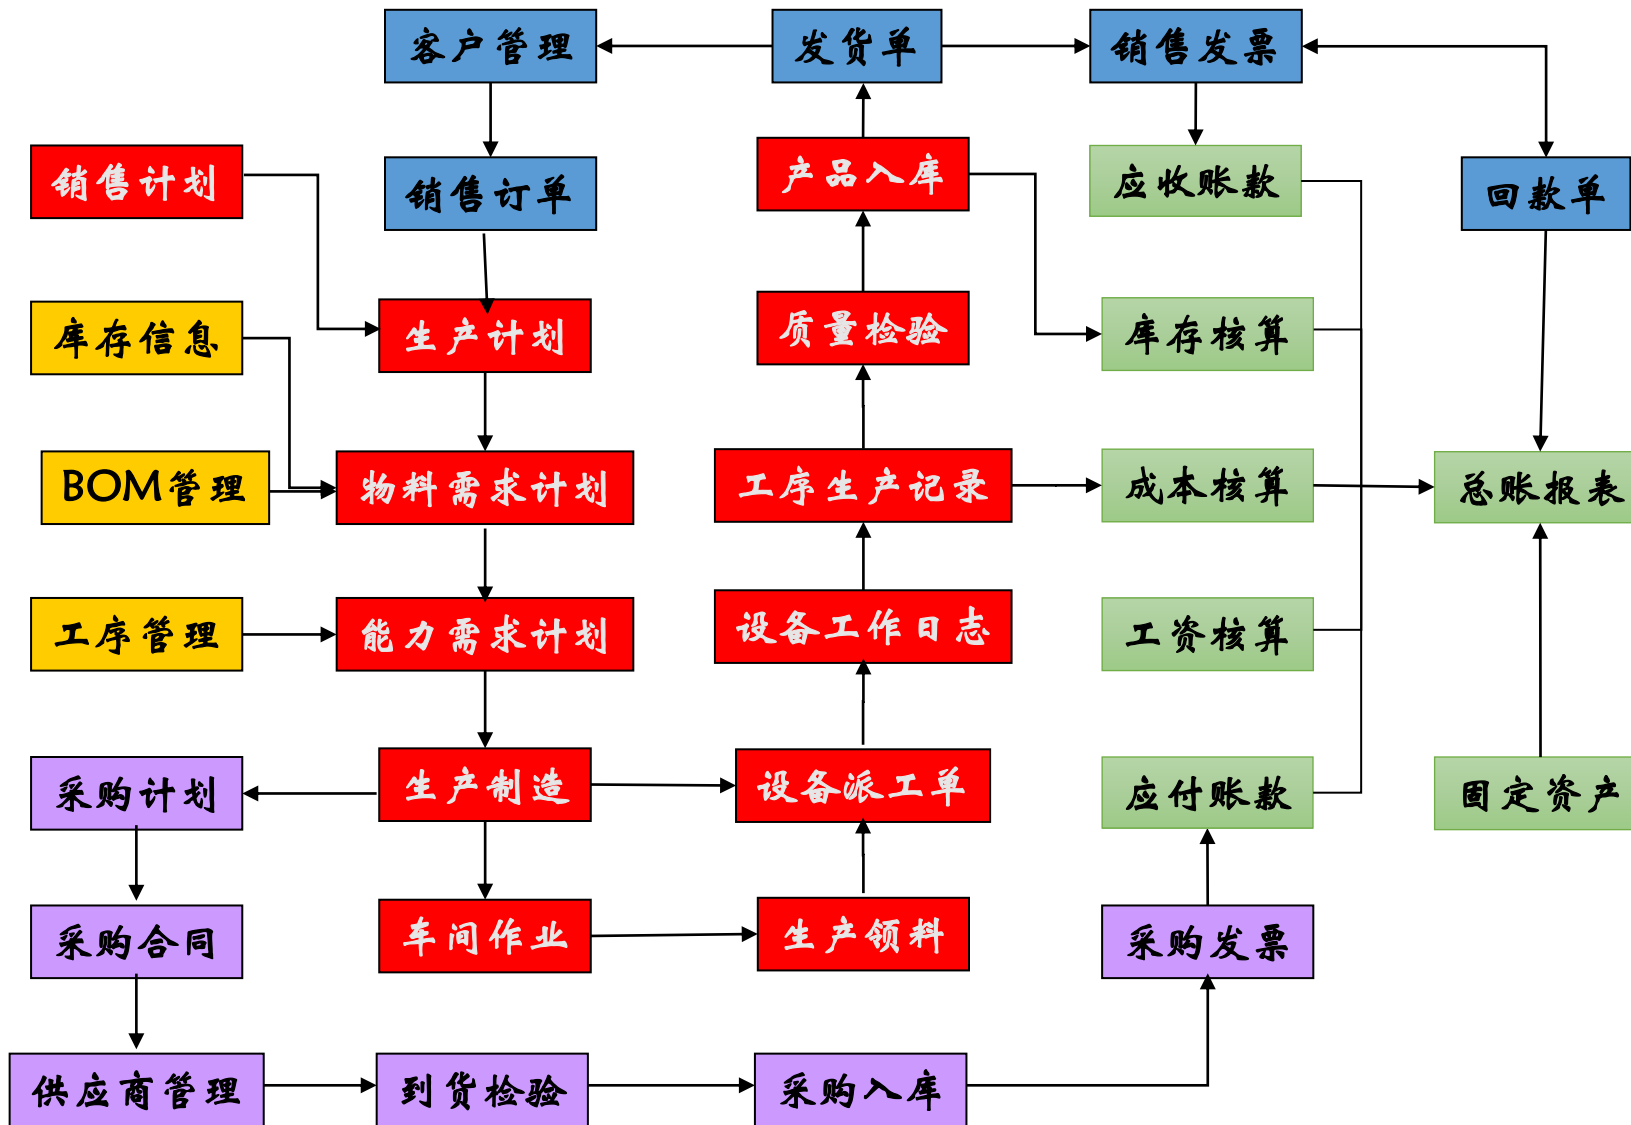 客户管理
发货单
销售发票
销售计划
销售订单
产品入库
应收账款
回款单
库存信息
生产计划
质量检验
库存核算
BOM管理
物料需求计划
工序生产记录
成本核算
总账报表
工序管理
能力需求计划
设备工作日志
工资核算
采购计划
生产制造
设备派工单
应付账款
固定资产
采购合同
车间作业
生产领料
采购发票
供应商管理
到货检验
采购入库